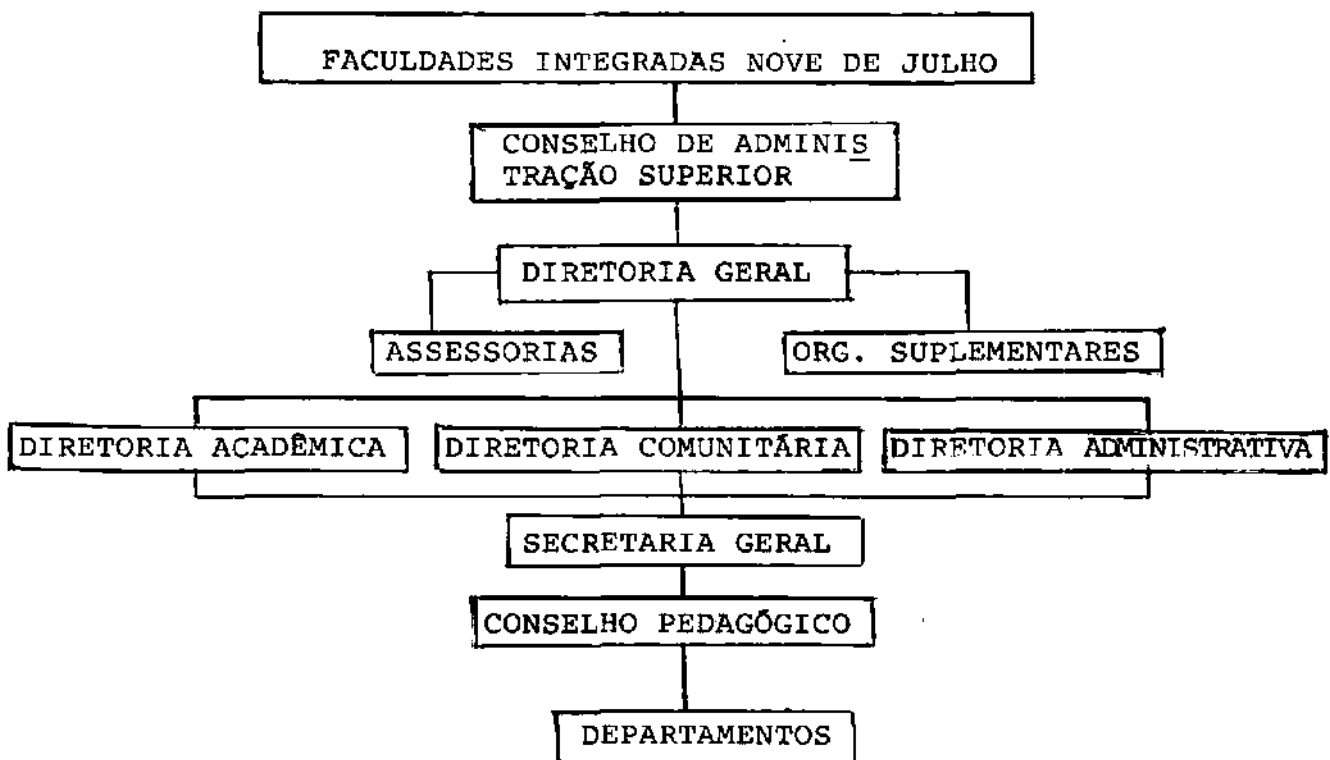 FACULDADES INTEGRADAS NOVE DE JULHO
CONSELHO DE ADMINIS
TRAÇÃO SUPERIOR
DIRETORIA GERAL
ASSESSORIAS
ORG. SUPLEMENTARES
DIRETORIA ACADÊMICA
DIRETORIA COMUNITÁRIA
DIRETORIA ADMINISTRATIVA
SECRETARIA GERAL
CONSELHO PEDAGÓGICO
DEPARTAMENTOS